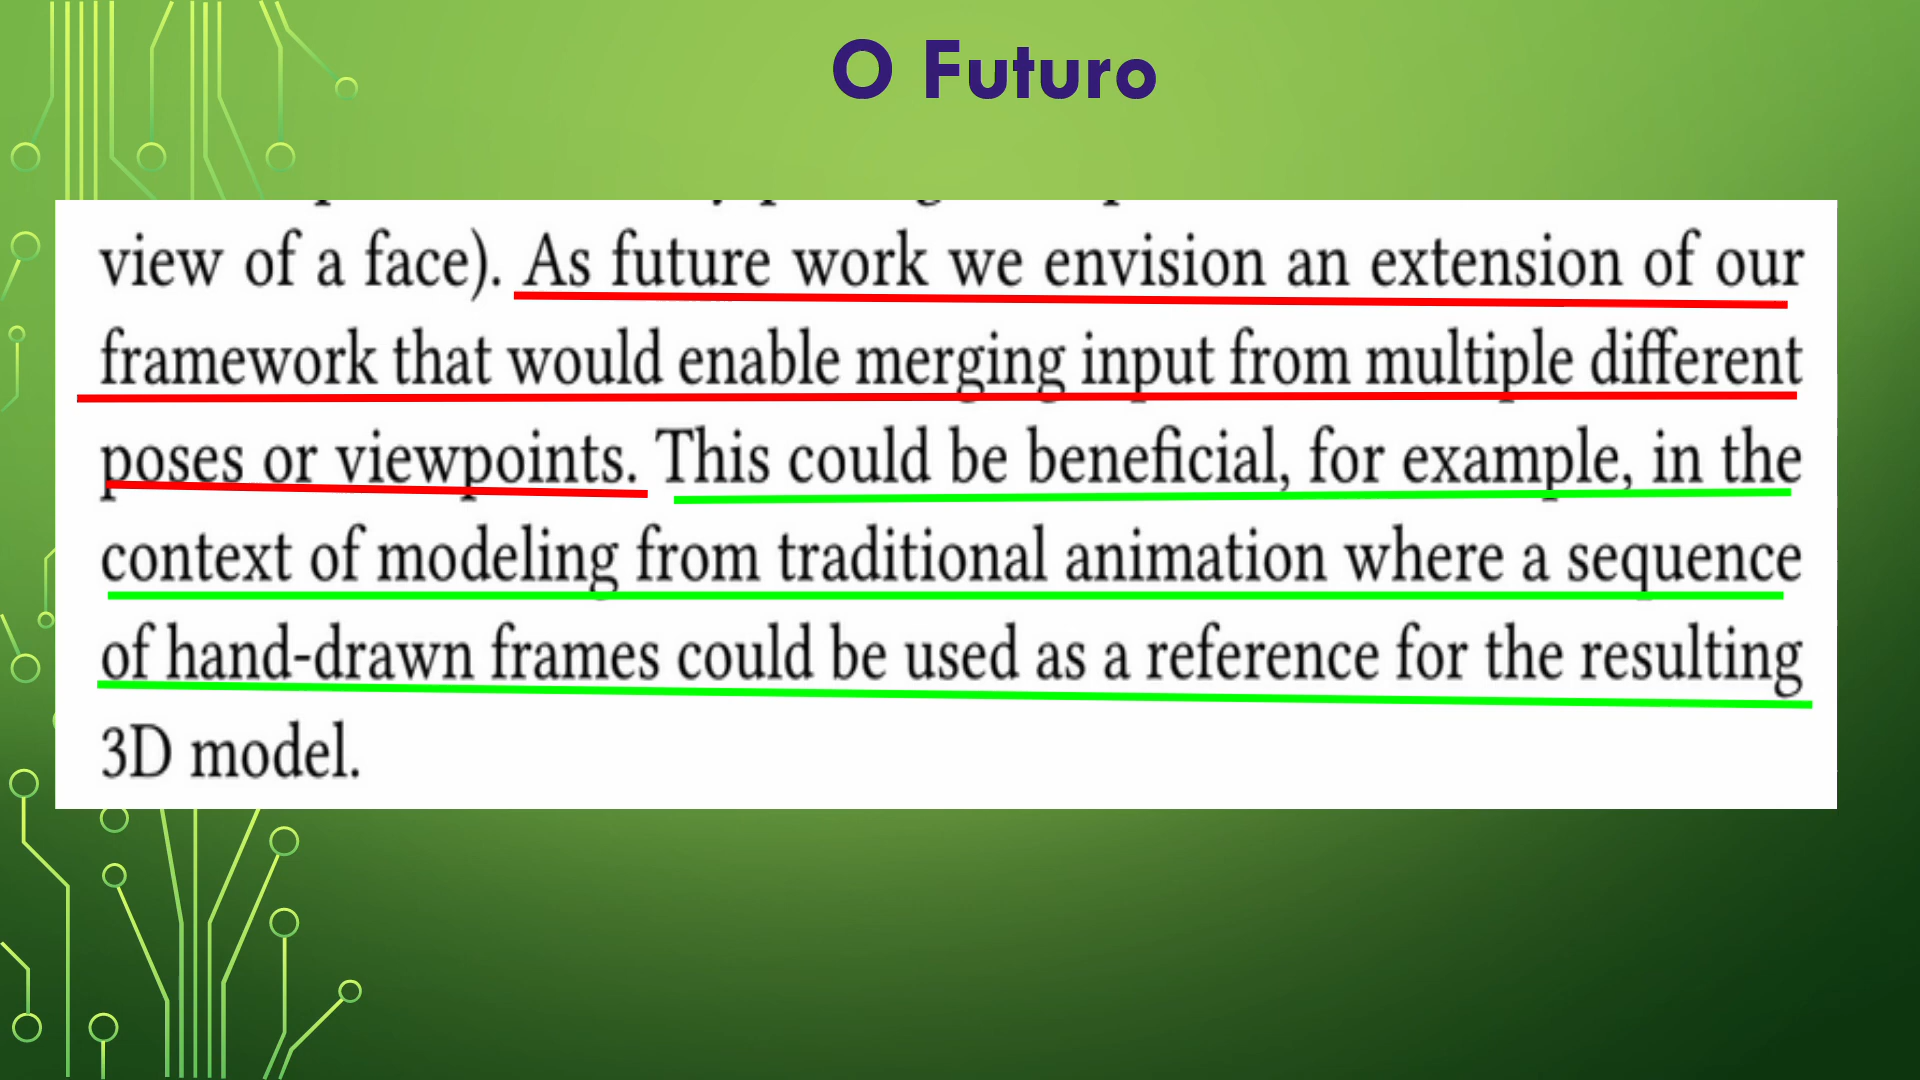 O Futuro
view of a face). As future work we envision an extension of our
framework that would enable merging input from multiple different
poses or viewpoints. This could be beneficial, for example, in the
context of modeling from traditional animation where a sequence
of hand-drawn frames could be used as a reference for the resulting
3D model.